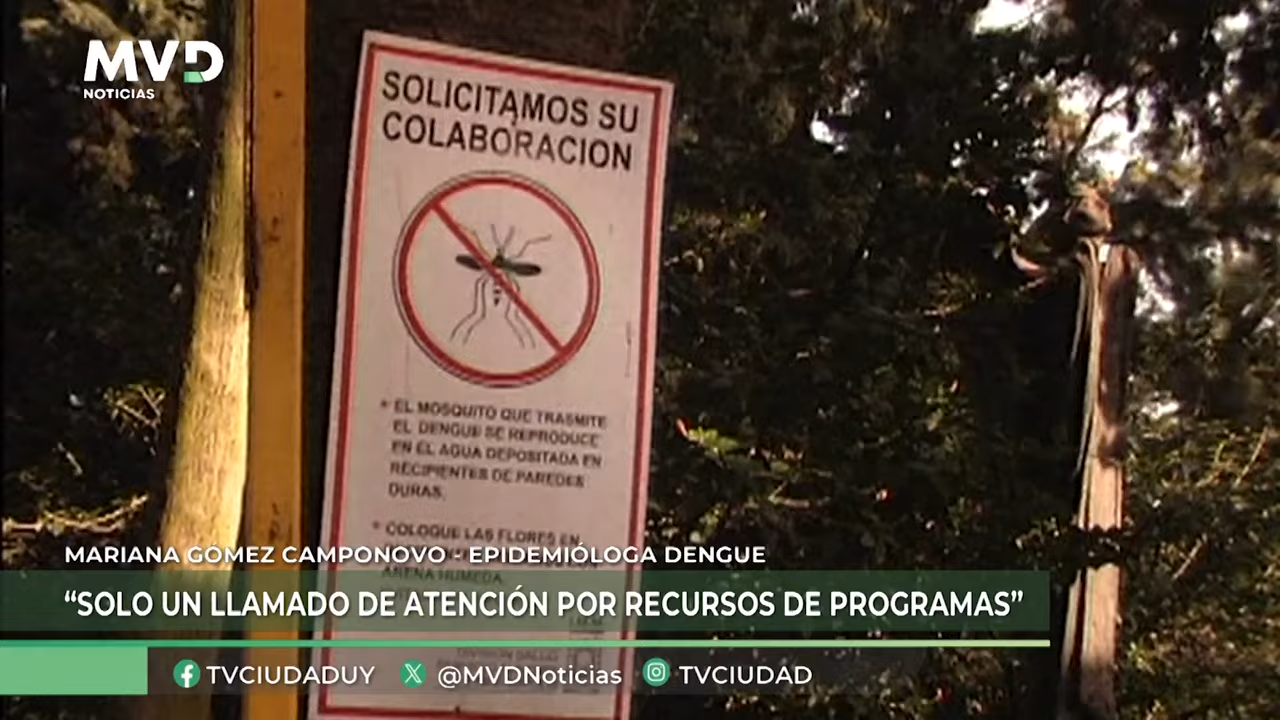 MVD
NOTICIAS
SOLICITAMOS SU
COLABORACION
* EL MOSQUITO QUE TRASMITE
EL DENGUE SE REPRODUCE
EN EL AGUA DEPOSITADA EN
RECIPIENTES DE PAREDES
DURAS.
* COLOQUE LAS FLORES EN
ARENA HUMEDA.
MARIANA GÓMEZ CAMPONOVO - EPIDEMIÓLOGA DENGUE
“SOLO UN LLAMADO DE ATENCIÓN POR RECURSOS DE PROGRAMAS”
TVCIUDADUY @MVDNoticias TVCIUDAD